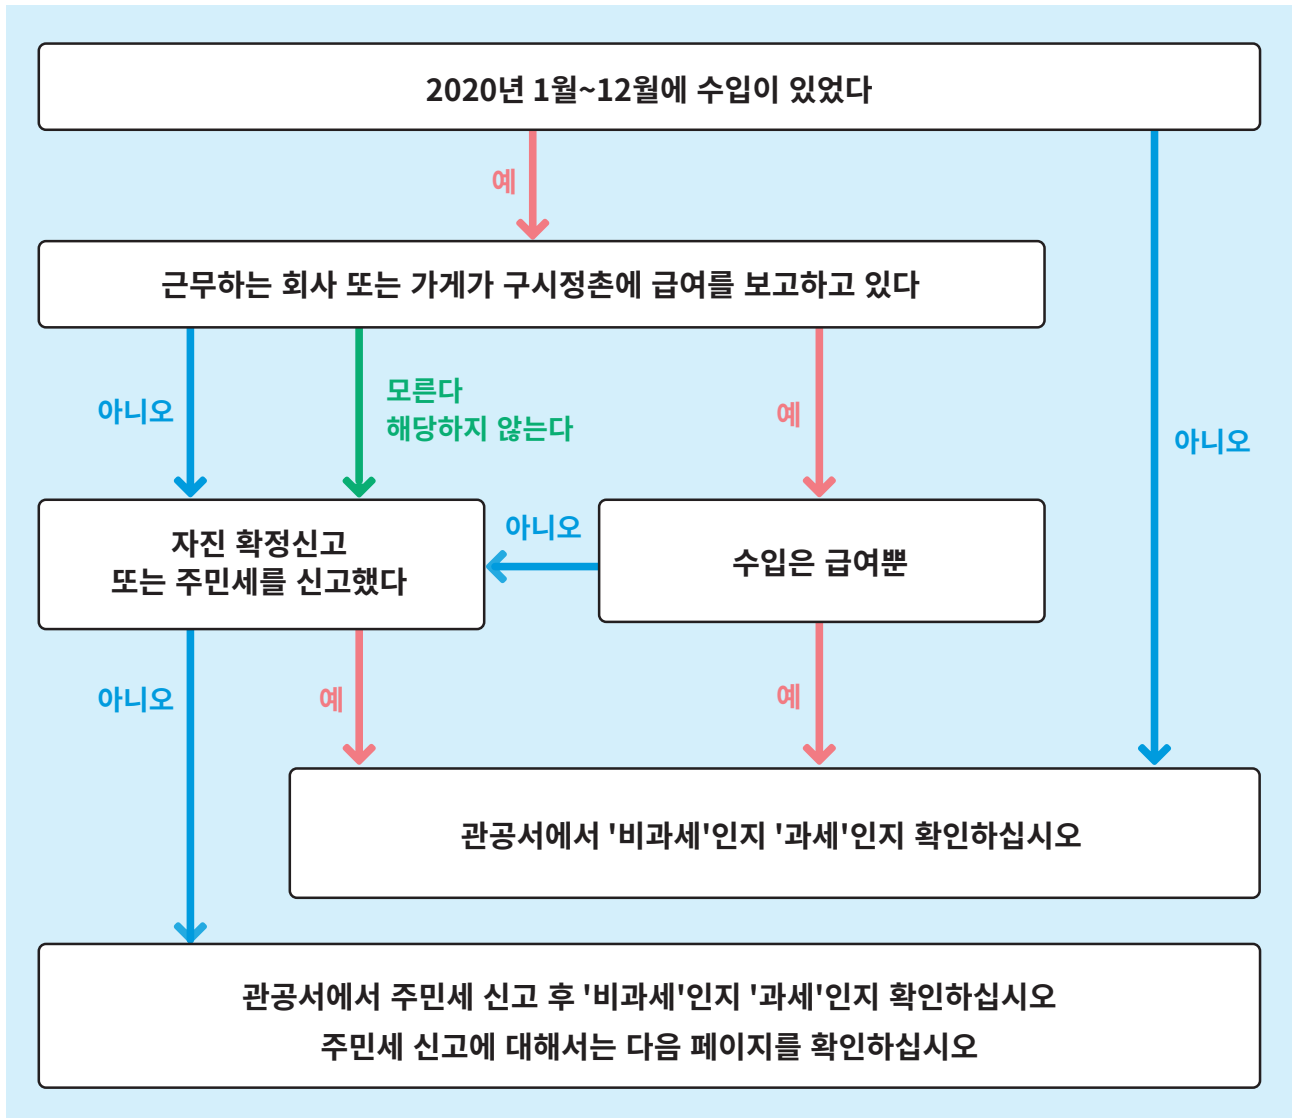 2020년 1월~12월에 수입이 있었다
예
근무하는 회사 또는 가게가 구시정촌에 급여를 보고하고 있다
아니오
모른다
해당하지 않는다
예
아니오
자진 확정신고
또는 주민세를 신고했다
아니오
수입은 급여뿐
아니오
예
예
관공서에서 '비과세'인지 '과세'인지 확인하십시오
관공서에서 주민세 신고 후 '비과세'인지 '과세'인지 확인하십시오
주민세 신고에 대해서는 다음 페이지를 확인하십시오